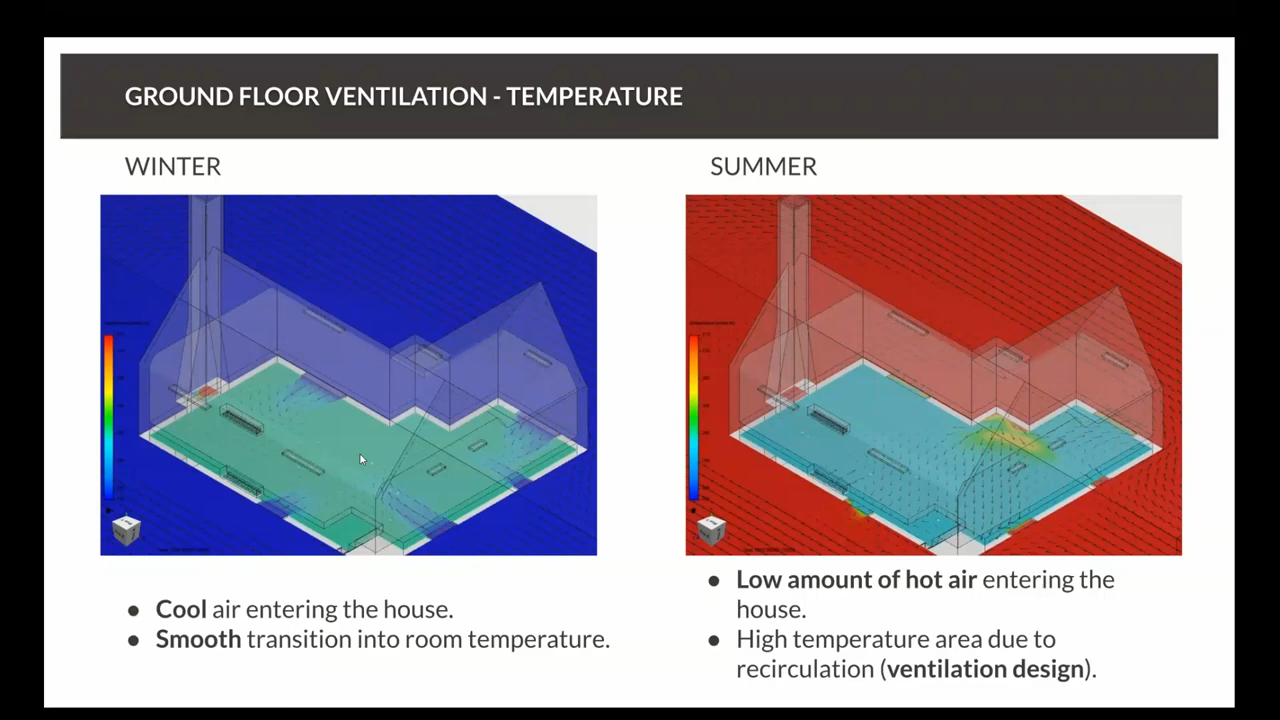 GROUND FLOOR VENTILATION - TEMPERATURE
WINTER
SUMMER
● Cool air entering the house.
● Smooth transition into room temperature.
● Low amount of hot air entering the
house.
● High temperature area due to
recirculation (ventilation design).